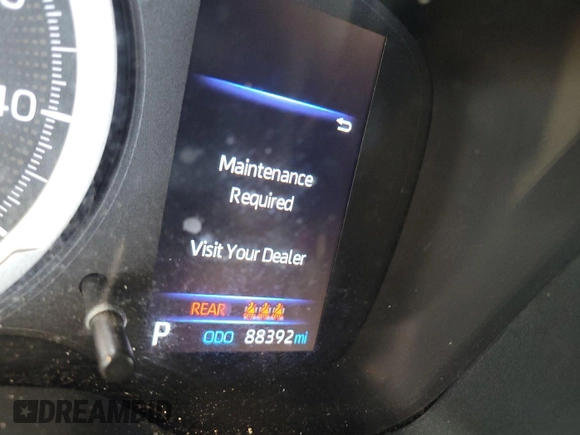 40
Maintenance
Required
Visit Your Dealer
REAR
P ODO 88392mi
DREAMBID